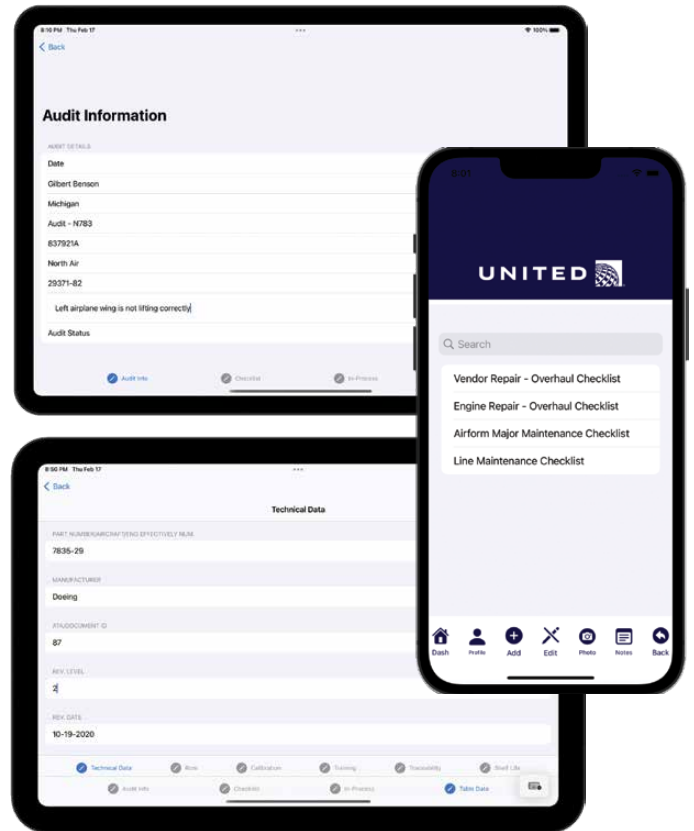 8:10 PM Thu Feb 17
100%
Back
Audit Information
AUDIT DETAILS
Date
Gilbert Benson
Michigan
Audit - N783
837921A
North Air
29371-82
Left airplane wing is not lifting correctly
Audit Status
Audit Info
Checklist
In-Process
8:01
UNITED
Search
Vendor Repair - Overhaul Checklist
Engine Repair - Overhaul Checklist
Airform Major Maintenance Checklist
Line Maintenance Checklist
Dash
Profile
Add
Edit
Photo
Notes
Back
8:50 PM Thu Feb 17
Back
Technical Data
7835-29
MANUFACTURER
Doeing
87
REV. LEVEL
2
REV. DATE
10-19-2020
Technical Data
Calibration
Training
Traceability
Shelf Life
Audit Info
Checklist
In-Process
Table Data